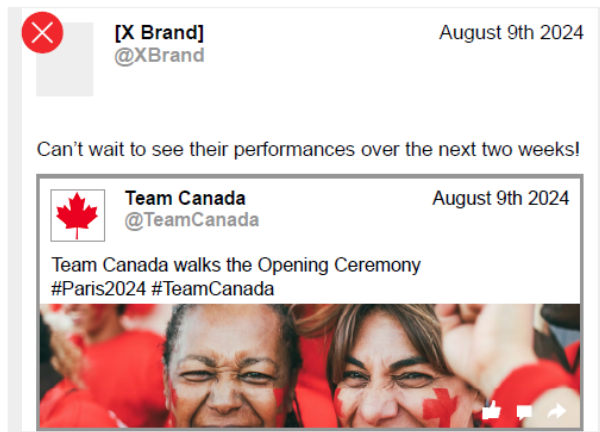 [X Brand]
August 9th 2024
@XBrand
Can't wait to see their performances over the next two weeks!
Team Canada
August 9th 2024
@TeamCanada
Team Canada walks the Opening Ceremony
#Paris2024 #TeamCanada